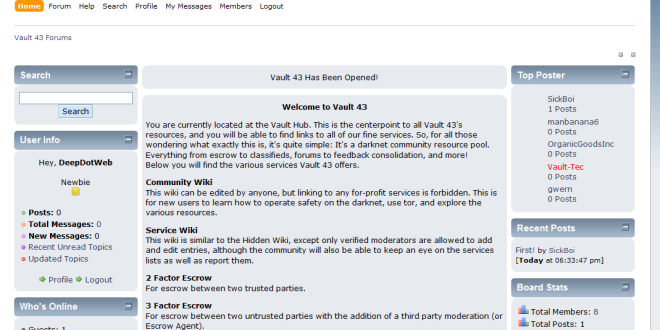 Home Forum Help Search Profile My Messages Members Logout
Vault 43 Forums
Search
Search
User Info
Hey, DeepDotWeb
Newbie
Posts: 0
Total Messages: 0
New Messages: 0
Recent Unread Topics
Updated Topics
Profile Logout
Who's Online
Guests: 1
Vault 43 Has Been Opened!
Welcome to Vault 43
You are currently located at the Vault Hub. This is the centerpoint to all Vault 43's
resources, and you will be able to find links to all of our fine services. So, for all those
wondering what exactly this is, it's quite simple: It's a darknet community resource pool.
Everything from escrow to classifieds, forums to feedback consolidation, and more!
Below you will find the various services Vault 43 offers.
Community Wiki
This wiki can be edited by anyone, but linking to any for-profit services is forbidden. This is
for new users to learn how to operate safety on the darknet, use tor, and explore the
various resources.
Service Wiki
This wiki is similar to the Hidden Wiki, except only verified moderators are allowed to add
and edit entries, although the community will also be able to keep an eye on the services
lists as well as report them.
2 Factor Escrow
For escrow between two trusted parties.
3 Factor Escrow
For escrow between two untrusted parties with the addition of a third party moderation (or
Escrow Agent).
Top Poster
SickBoi
1 Posts
manbanana6
0 Posts
OrganicGoodsInc
0 Posts
Vault-Tec
0 Posts
gwern
0 Posts
Recent Posts
First! by SickBoi
[Today at 06:33:47 pm]
Board Stats
Total Members: 8
Total Posts: 1